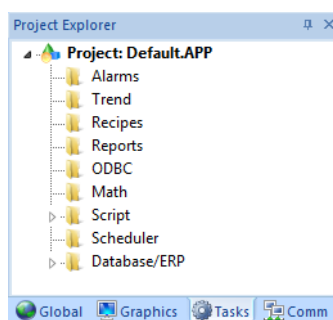 Project Explorer
Project: Default.APP
Alarms
Trend
Recipes
Reports
ODBC
Math
Script
Scheduler
Database/ERP
Global Graphics Tasks Comm